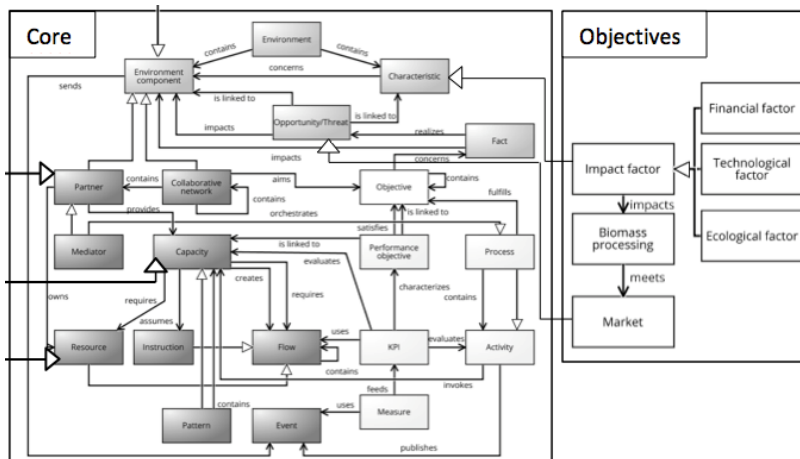 Core
Objectives
Environment
contains
contains
Environment
component
concerns
Characteristic
sends
is linked to
is linked to
Opportunity/Threat
impacts
realizes
Fact
impacts
concerns
Partner
contains
Collaborative
network
aims
Objective
contains
contains
fulfills
provides
orchestrates
is linked to
satisfies
Mediator
Capacity
is linked to
Performance
objective
Process
evaluates
creates
characterizes
owns
requires
requires
contains
assumes
Resource
Instruction
Flow
uses
KPI
evaluates
Activity
contains
invokes
feeds
contains
Pattern
Event
uses
Measure
publishes
Financial factor
Impact factor
Technological
factor
impacts
Biomass
processing
Ecological factor
meets
Market